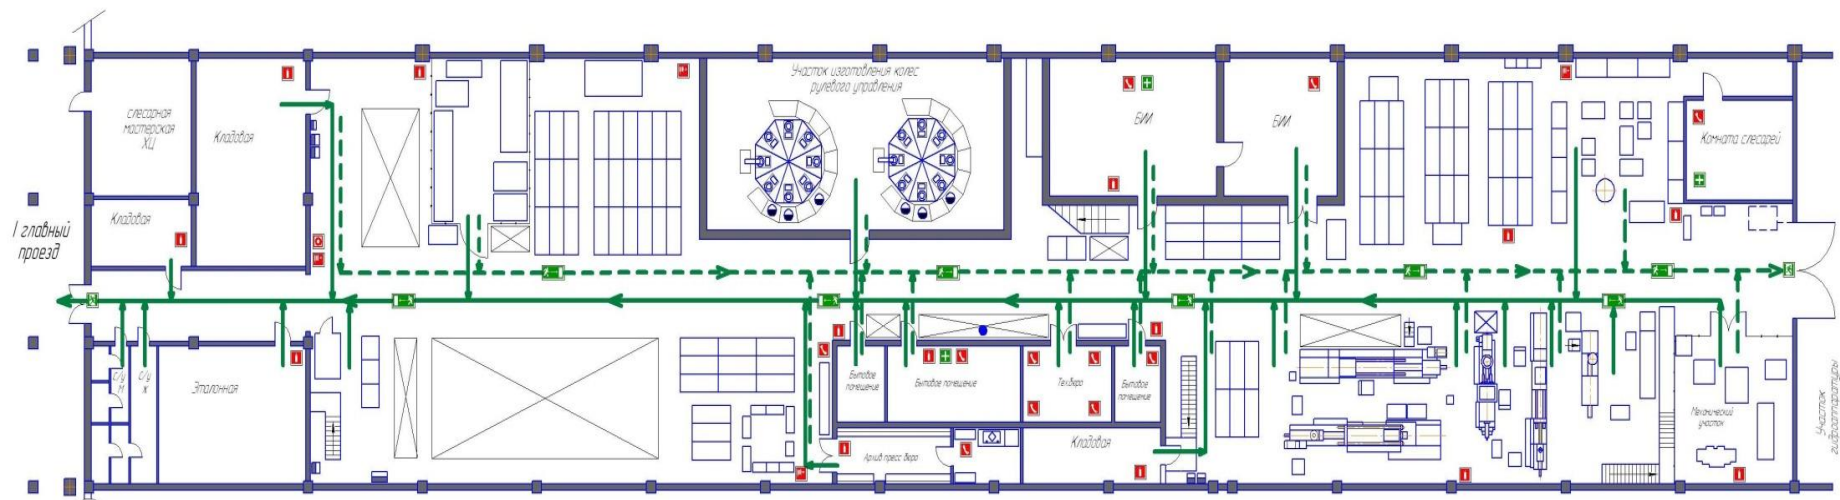 Участок изготовления колес
рулевого управления
слесарная
мастерская
ХЦ
Кладовая
БИИ
БИИ
Комната слесарей
Кладовая
I главный
проезд
с/у
М
с/у
ж
Эталонная
Бытовое
помещение
Бытовое помещение
Техбюро
Бытовое
помещение
Механический
участок
Участок
гидроаппаратуры
Архив пресс бюро
Кладовая